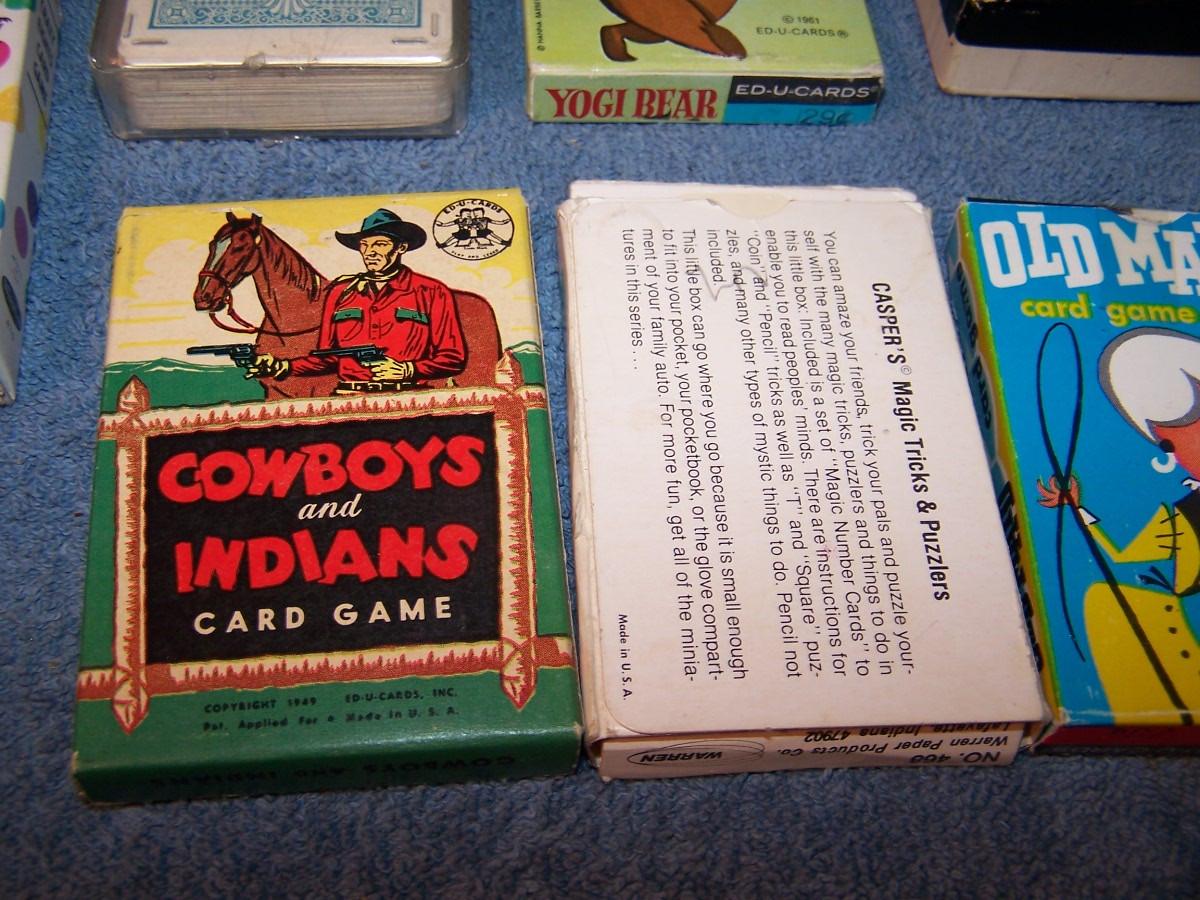 © 1961
ED-U-CARDS®
YOGI BEAR
ED-U-CARDS®
29¢
ED-U-CARDS
PLAY AND LEARN
COWBOYS
and
INDIANS
CARD GAME
COPYRIGHT 1949 ED-U-CARDS, INC.
Pat. Applied For • Made in U. S. A.
COWBOYS AND INDIANS
CASPER'S© Magic Tricks & Puzzlers
You can amaze your friends, trick your pals and puzzle your-
self with the many magic tricks, puzzlers and things to do in
this little box. Included is a set of "Magic Number Cards" to
enable you to read peoples' minds. There are instructions for
"Coin" and "Pencil" tricks as well as "T" and "Square" puz-
zles, and many other types of mystic things to do. Pencil not
included.
This little box can go where you go because it is small enough
to fit into your pocket, your pocketbook, or the glove compart-
ment of your family auto. For more fun, get all of the minia-
tures in this series ...
Made in U.S.A.
NO. 466
Warren Paper Products Co.
Lafayette, Indiana 47902
WARREN
OLD MA
card game